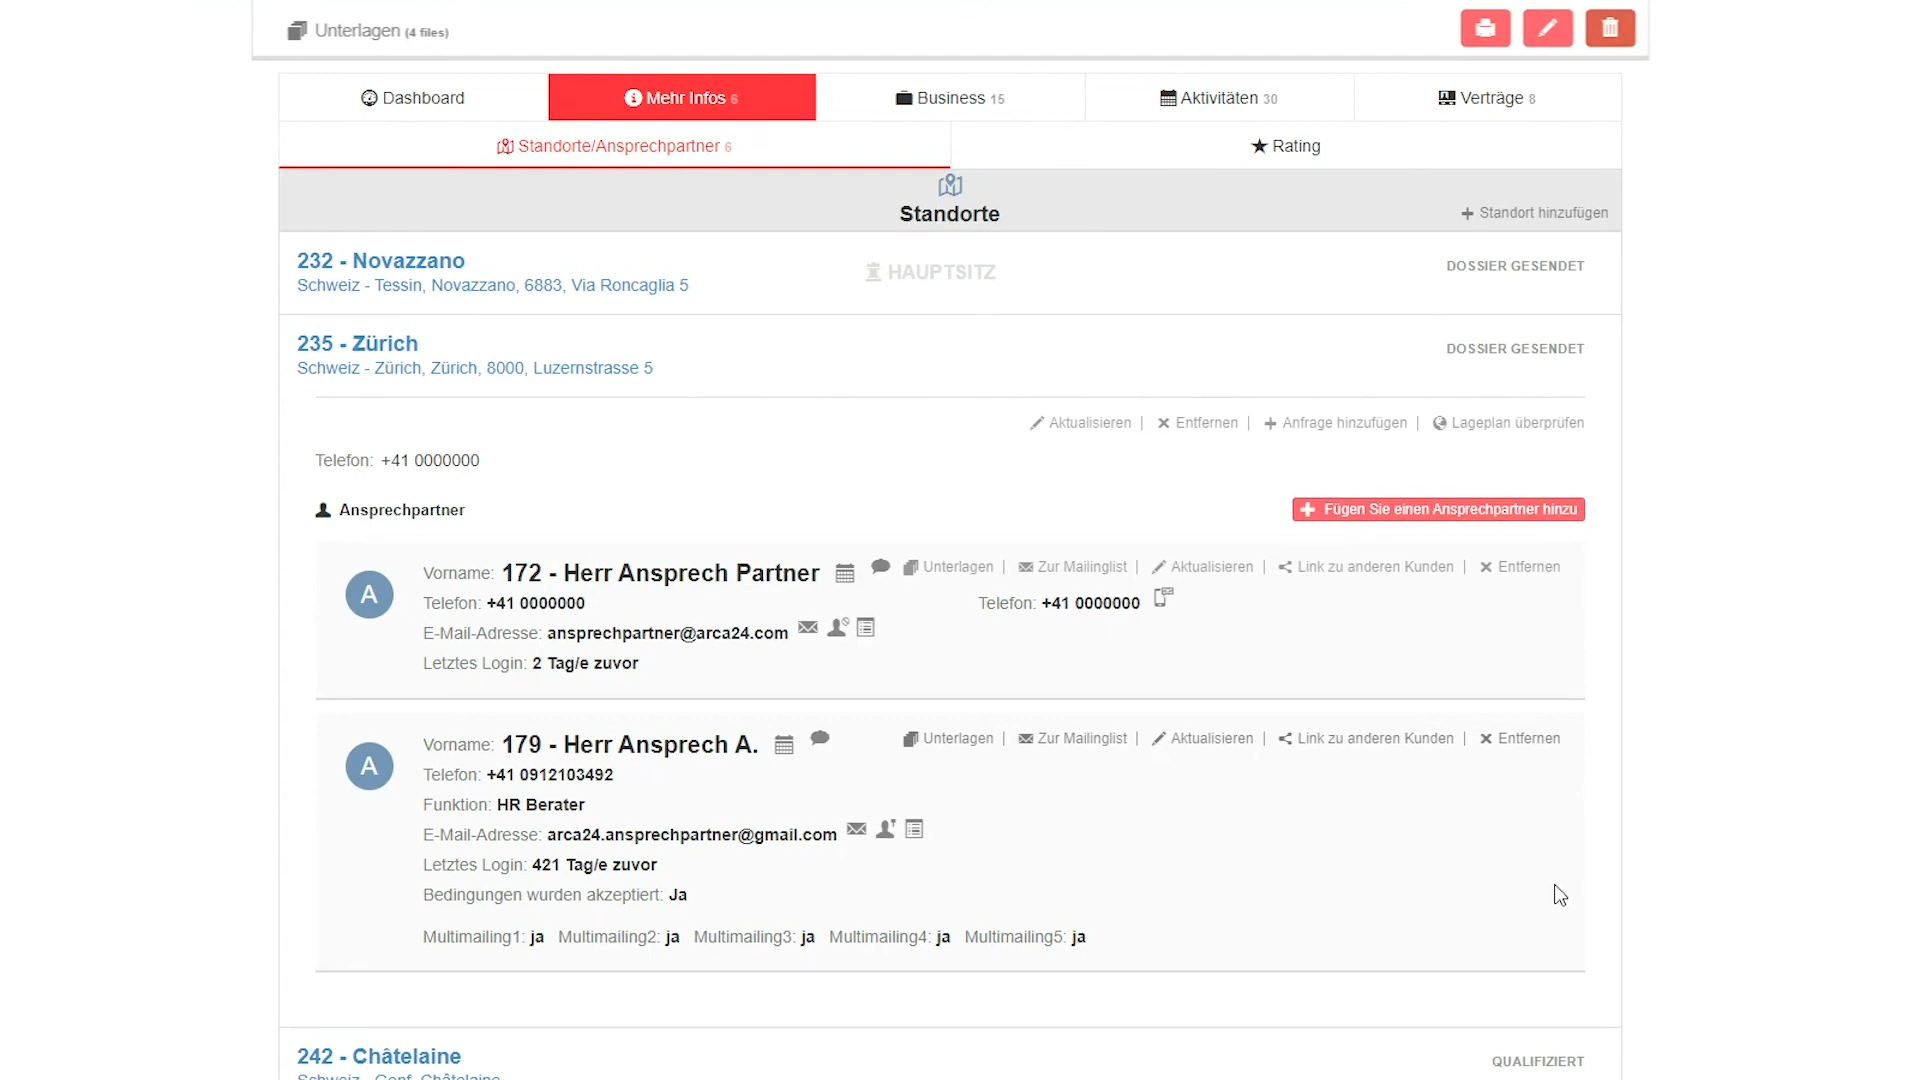 Unterlagen (4 files)
Dashboard
Mehr Infos 6
Business 15
Aktivitäten 30
Verträge 8
Standorte/Ansprechpartner 6
Rating
Standorte
Standort hinzufügen
232 - Novazzano
Schweiz - Tessin, Novazzano, 6883, Via Roncaglia 5
HAUPTSITZ
DOSSIER GESENDET
235 - Zürich
Schweiz - Zürich, Zürich, 8000, Luzernstrasse 5
DOSSIER GESENDET
Aktualisieren | Entfernen | Anfrage hinzufügen | Lageplan überprüfen
Telefon: +41 0000000
Ansprechpartner
Fügen Sie einen Ansprechpartner hinzu
A
Vorname: 172 - Herr Ansprech Partner
Unterlagen | Zur Mailinglist | Aktualisieren | Link zu anderen Kunden | Entfernen
Telefon: +41 0000000
Telefon: +41 0000000
E-Mail-Adresse: ansprechpartner@arca24.com
Letztes Login: 2 Tag/e zuvor
A
Vorname: 179 - Herr Ansprech A.
Unterlagen | Zur Mailinglist | Aktualisieren | Link zu anderen Kunden | Entfernen
Telefon: +41 0912103492
Funktion: HR Berater
E-Mail-Adresse: arca24.ansprechpartner@gmail.com
Letztes Login: 421 Tag/e zuvor
Bedingungen wurden akzeptiert: Ja
Multimailing1: ja Multimailing2: ja Multimailing3: ja Multimailing4: ja Multimailing5: ja
242 - Châtelaine
QUALIFIZIERT
Schweiz - Genf, Châtelaine